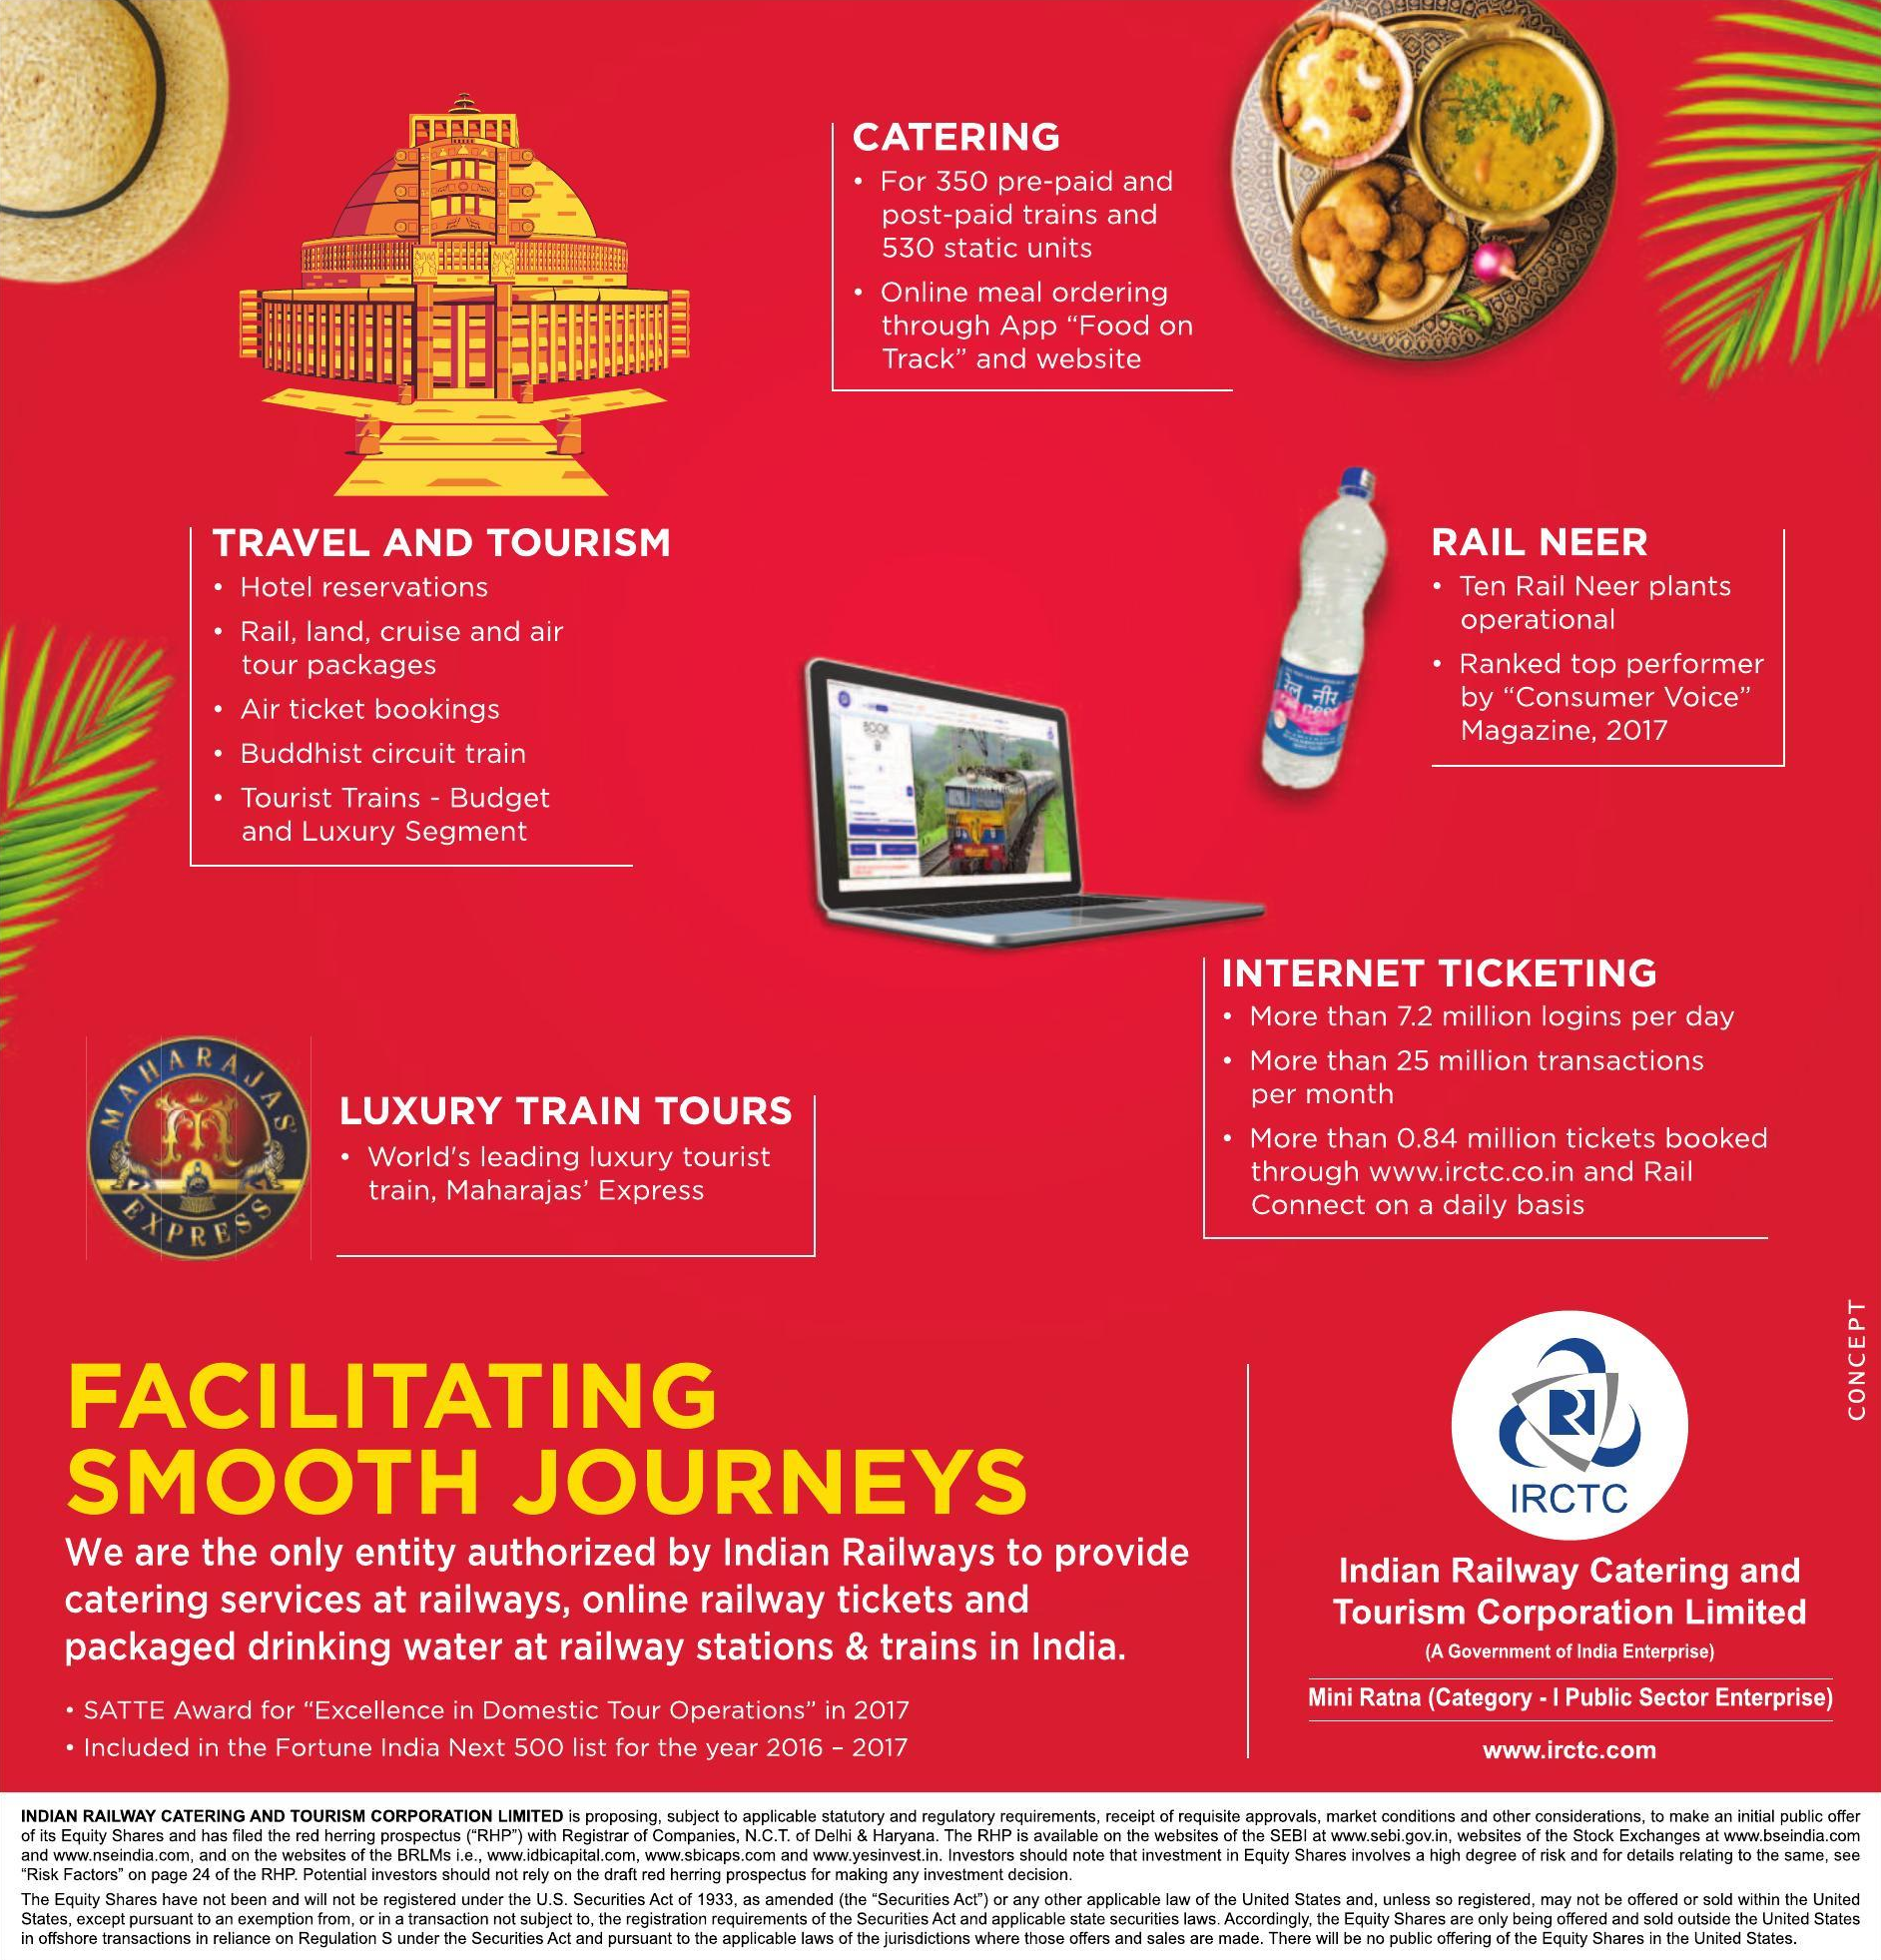 CATERING
• For 350 pre-paid and
post-paid trains and
530 static units
• Online meal ordering
through App “Food on
Track” and website
TRAVEL AND TOURISM
• Hotel reservations
• Rail, land, cruise and air
tour packages
• Air ticket bookings
• Buddhist circuit train
• Tourist Trains - Budget
and Luxury Segment
रेल नीर
RAIL NEER
• Ten Rail Neer plants
operational
• Ranked top performer
by “Consumer Voice”
Magazine, 2017
BOOK
INTERNET TICKETING
• More than 7.2 million logins per day
• More than 25 million transactions
per month
• More than 0.84 million tickets booked
through www.irctc.co.in and Rail
Connect on a daily basis
MAHARAJAS'
EXPRESS
LUXURY TRAIN TOURS
• World's leading luxury tourist
train, Maharajas’ Express
FACILITATING
SMOOTH JOURNEYS
We are the only entity authorized by Indian Railways to provide
catering services at railways, online railway tickets and
packaged drinking water at railway stations & trains in India.
• SATTE Award for “Excellence in Domestic Tour Operations” in 2017
• Included in the Fortune India Next 500 list for the year 2016 – 2017
CONCEPT
IRCTC
Indian Railway Catering and
Tourism Corporation Limited
(A Government of India Enterprise)
Mini Ratna (Category - I Public Sector Enterprise)
www.irctc.com
INDIAN RAILWAY CATERING AND TOURISM CORPORATION LIMITED is proposing, subject to applicable statutory and regulatory requirements, receipt of requisite approvals, market conditions and other considerations, to make an initial public offer
of its Equity Shares and has filed the red herring prospectus (“RHP”) with Registrar of Companies, N.C.T. of Delhi & Haryana. The RHP is available on the websites of the SEBI at www.sebi.gov.in, websites of the Stock Exchanges at www.bseindia.com
and www.nseindia.com, and on the websites of the BRLMs i.e., www.idbicapital.com, www.sbicaps.com and www.yesinvest.in. Investors should note that investment in Equity Shares involves a high degree of risk and for details relating to the same, see
“Risk Factors” on page 24 of the RHP. Potential investors should not rely on the draft red herring prospectus for making any investment decision.
The Equity Shares have not been and will not be registered under the U.S. Securities Act of 1933, as amended (the “Securities Act”) or any other applicable law of the United States and, unless so registered, may not be offered or sold within the United
States, except pursuant to an exemption from, or in a transaction not subject to, the registration requirements of the Securities Act and applicable state securities laws. Accordingly, the Equity Shares are only being offered and sold outside the United States
in offshore transactions in reliance on Regulation S under the Securities Act and pursuant to the applicable laws of the jurisdictions where those offers and sales are made. There will be no public offering of the Equity Shares in the United States.